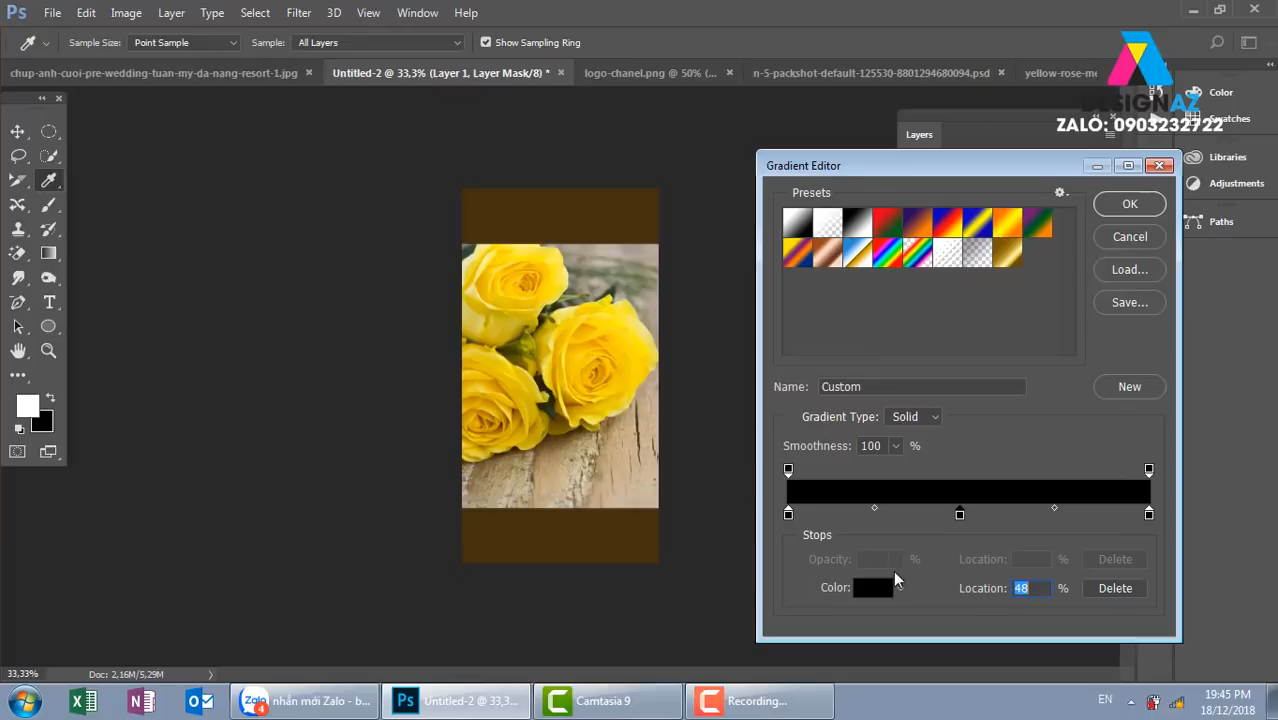 Ps File Edit Image Layer Type Select Filter 3D View Window Help
Sample Size: Point Sample Sample: All Layers Show Sampling Ring
chup-anh-cuoi-pre-wedding-tuan-my-da-nang-resort-1.jpg × Untitled-2 @ 33,3% (Layer 1, Layer Mask/8) * × logo-chanel.png @ 50% (... × n-5-packshot-default-125530-8801294680094.psd × yellow-rose-me
DESIGNAZ
ZALO: 0903232722
Color
Swatches
Layers
Libraries
Adjustments
Paths
Gradient Editor
Presets
OK
Cancel
Load...
Save...
Name: Custom New
Gradient Type: Solid
Smoothness: 100 %
Stops
Opacity: % Location: % Delete
Color: Location: 48 % Delete
33,33% Doc: 2,16M/5,29M
Zalo 4 nhắn mới Zalo - b... Ps Untitled-2 @ 33,3... Camtasia 9 Recording...
EN 19:45 PM
18/12/2018